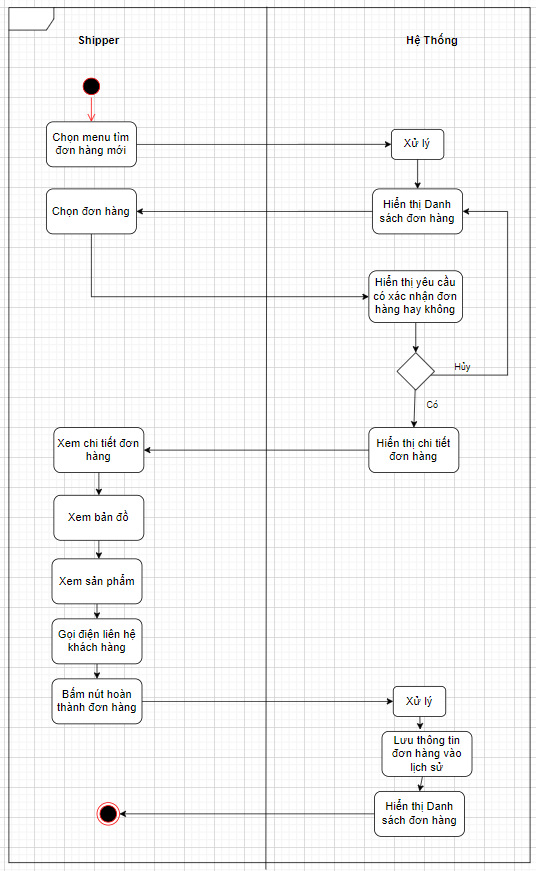 Shipper
Hệ Thống
Chọn menu tìm
đơn hàng mới
Xử lý
Chọn đơn hàng
Hiển thị Danh
sách đơn hàng
Hiển thị yêu cầu
có xác nhận đơn
hàng hay không
Hủy
Có
Xem chi tiết đơn
hàng
Hiển thị chi tiết
đơn hàng
Xem bản đồ
Xem sản phẩm
Gọi điện liên hệ
khách hàng
Bấm nút hoàn
thành đơn hàng
Xử lý
Lưu thông tin
đơn hàng vào
lịch sử
Hiển thị Danh
sách đơn hàng